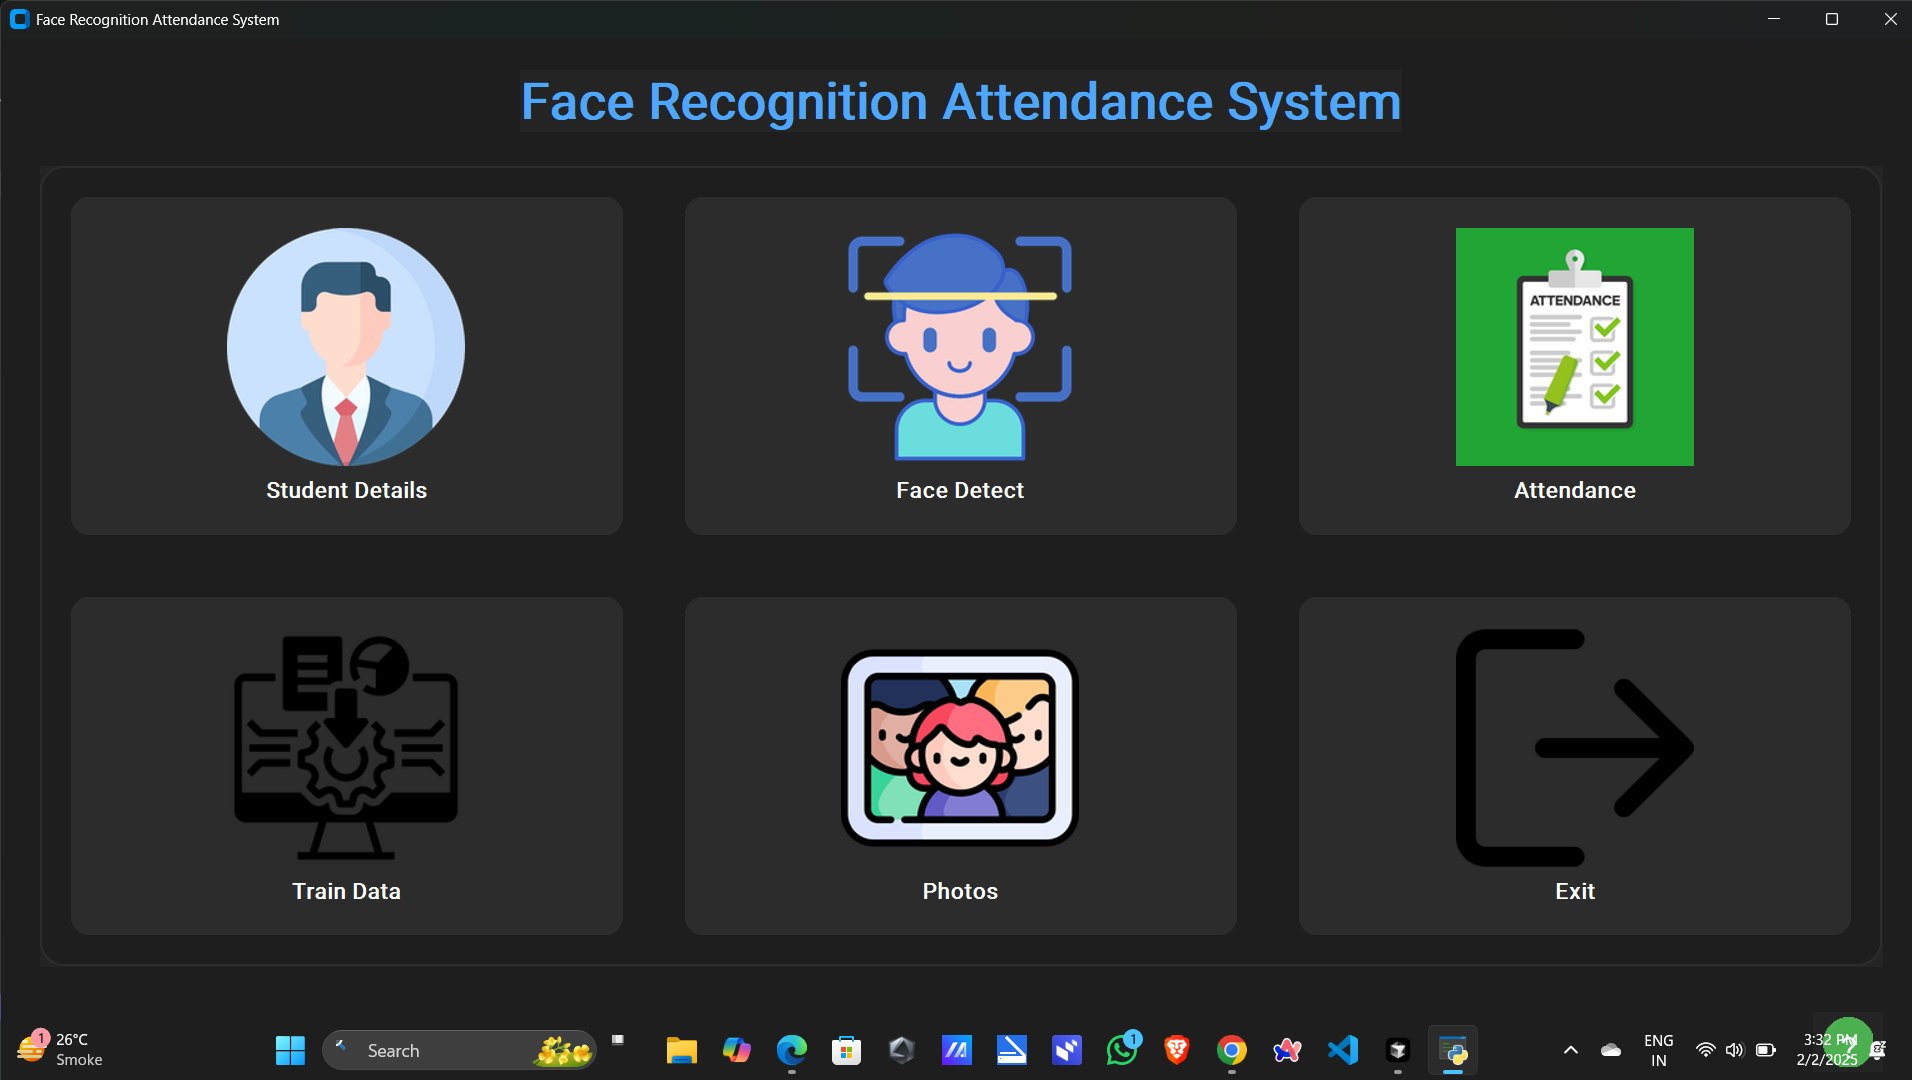 Face Recognition Attendance System
Face Recognition Attendance System
ATTENDANCE
Student Details
Face Detect
Attendance
Train Data
Photos
Exit
1
26°C
Smoke
Search
1
ENG
IN
3:32 PM
2/2/2025
?